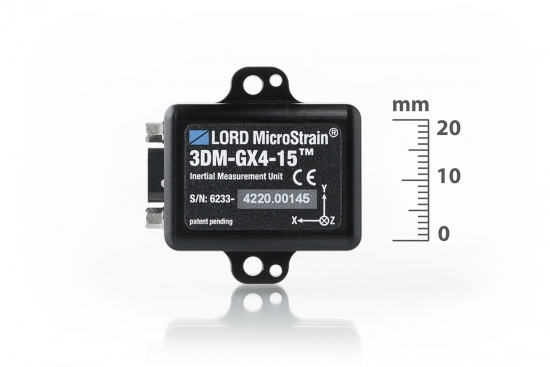 LORD MicroStrain®
3DM-GX4-15™
Inertial Measurement Unit CE
S/N: 6233- 4220.00145
patent pending
Y
X
Z
mm
20
10
0